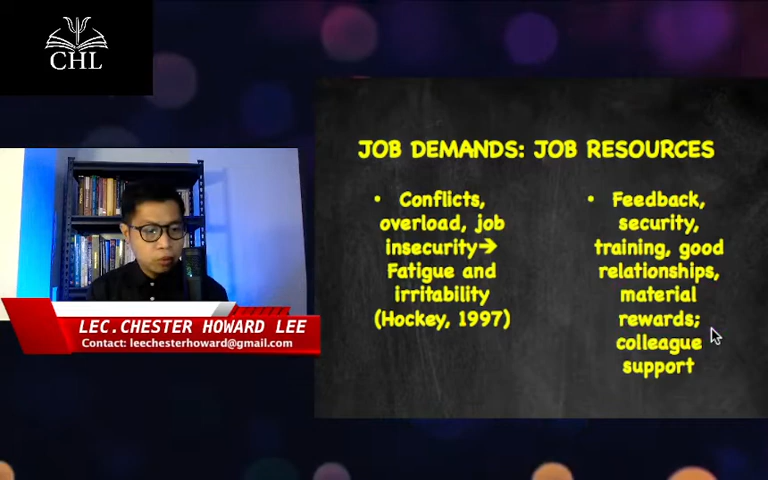 CHL
JOB DEMANDS: JOB RESOURCES
• Conflicts,
overload, job
insecurity→
Fatigue and
irritability
(Hockey, 1997)
• Feedback,
security,
training, good
relationships,
material
rewards;
colleague
support
LEC.CHESTER HOWARD LEE
Contact: leechesterhoward@gmail.com